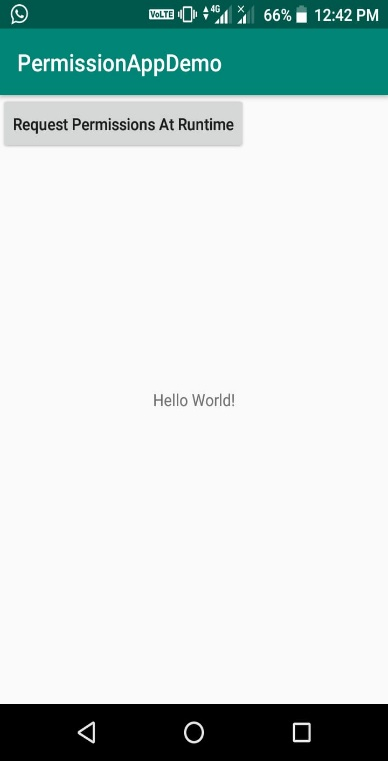 VoLTE 4G 66% 12:42 PM
PermissionAppDemo
Request Permissions At Runtime
Hello World!